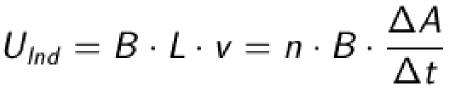 U_Ind = B · L · v = n · B · ΔA/Δt